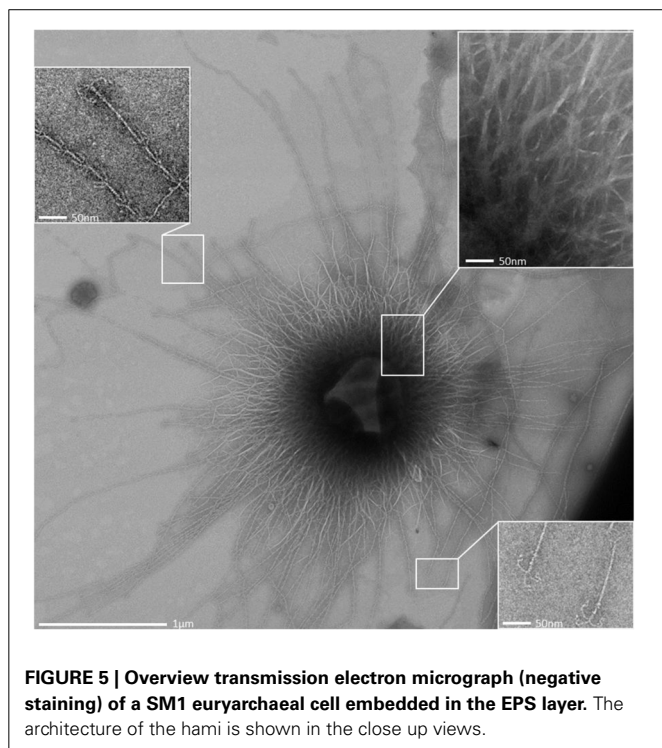 50nm
50nm
50nm
1μm
FIGURE 5 | Overview transmission electron micrograph (negative
staining) of a SM1 euryarchaeal cell embedded in the EPS layer. The
architecture of the hami is shown in the close up views.